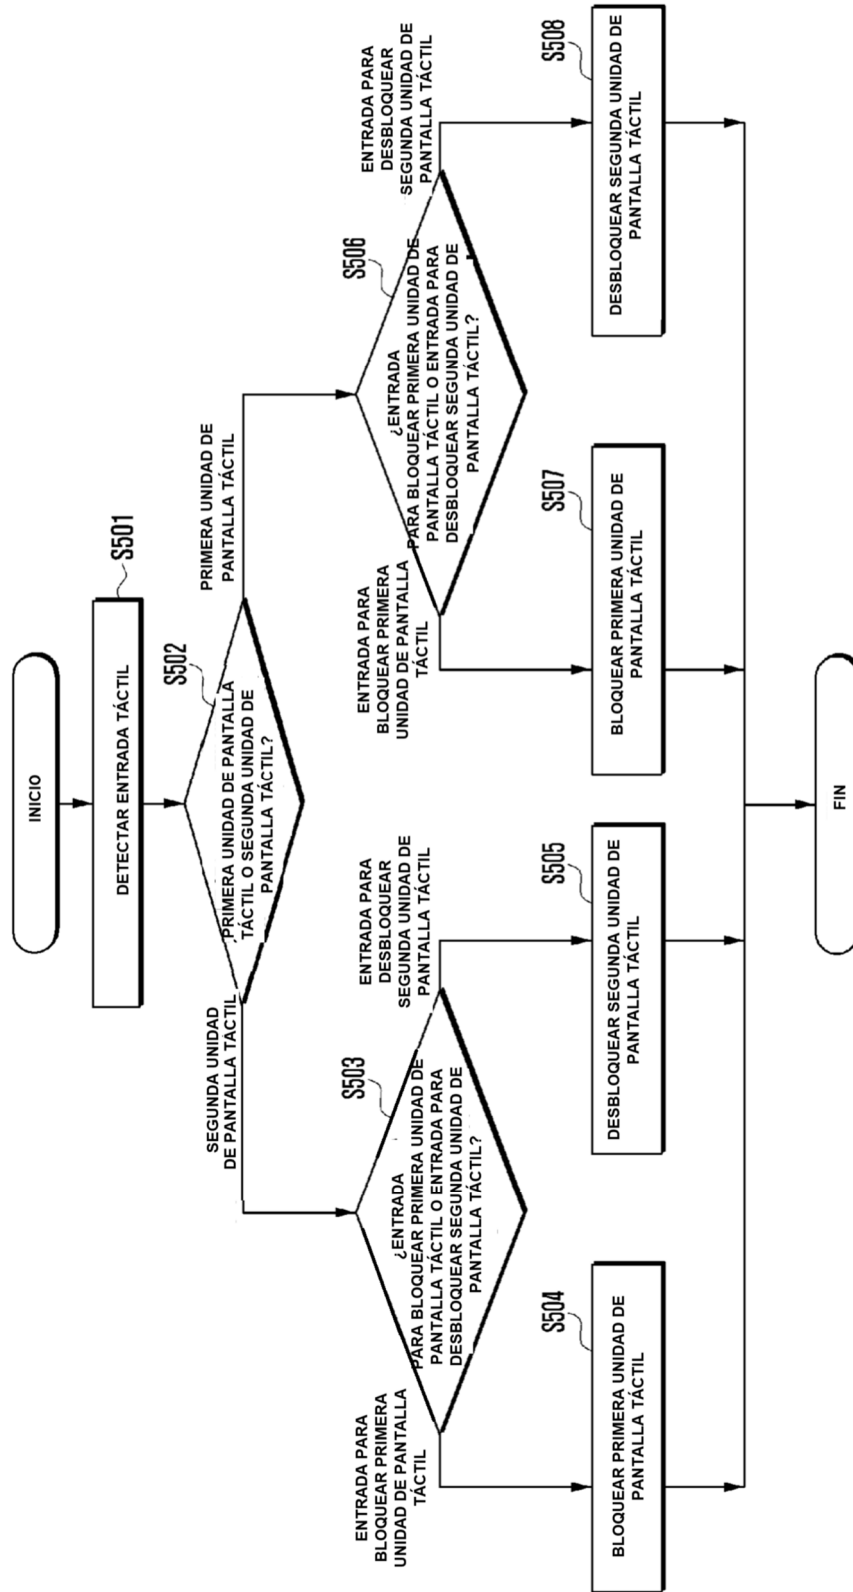 INICIO
DETECTAR ENTRADA TÁCTIL
S501
PRIMERA UNIDAD DE PANTALLA
TÁCTIL O SEGUNDA UNIDAD DE
PANTALLA TÁCTIL?
S502
SEGUNDA UNIDAD
DE PANTALLA TÁCTIL
PRIMERA UNIDAD DE
PANTALLA TÁCTIL
¿ENTRADA
PARA BLOQUEAR PRIMERA UNIDAD DE
PANTALLA TÁCTIL O ENTRADA PARA
DESBLOQUEAR SEGUNDA UNIDAD DE
PANTALLA TÁCTIL?
S503
ENTRADA PARA
BLOQUEAR PRIMERA
UNIDAD DE PANTALLA
TÁCTIL
ENTRADA PARA
DESBLOQUEAR
SEGUNDA UNIDAD DE
PANTALLA TÁCTIL
¿ENTRADA
PARA BLOQUEAR PRIMERA UNIDAD DE
PANTALLA TÁCTIL O ENTRADA PARA
DESBLOQUEAR SEGUNDA UNIDAD DE
PANTALLA TÁCTIL?
S506
ENTRADA PARA
BLOQUEAR PRIMERA
UNIDAD DE PANTALLA
TÁCTIL
ENTRADA PARA
DESBLOQUEAR
SEGUNDA UNIDAD DE
PANTALLA TÁCTIL
S504
BLOQUEAR PRIMERA UNIDAD DE
PANTALLA TÁCTIL
S505
DESBLOQUEAR SEGUNDA UNIDAD DE
PANTALLA TÁCTIL
S507
BLOQUEAR PRIMERA UNIDAD DE
PANTALLA TÁCTIL
S508
DESBLOQUEAR SEGUNDA UNIDAD DE
PANTALLA TÁCTIL
FIN